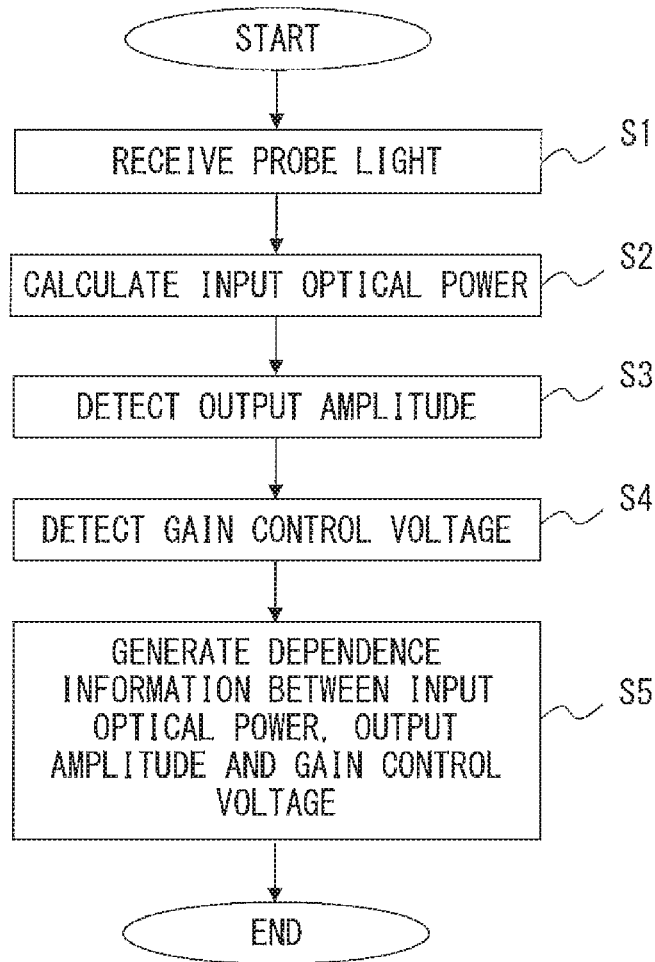 START
RECEIVE PROBE LIGHT
S1
CALCULATE INPUT OPTICAL POWER
S2
DETECT OUTPUT AMPLITUDE
S3
DETECT GAIN CONTROL VOLTAGE
S4
GENERATE DEPENDENCE
INFORMATION BETWEEN INPUT
OPTICAL POWER, OUTPUT
AMPLITUDE AND GAIN CONTROL
VOLTAGE
S5
END